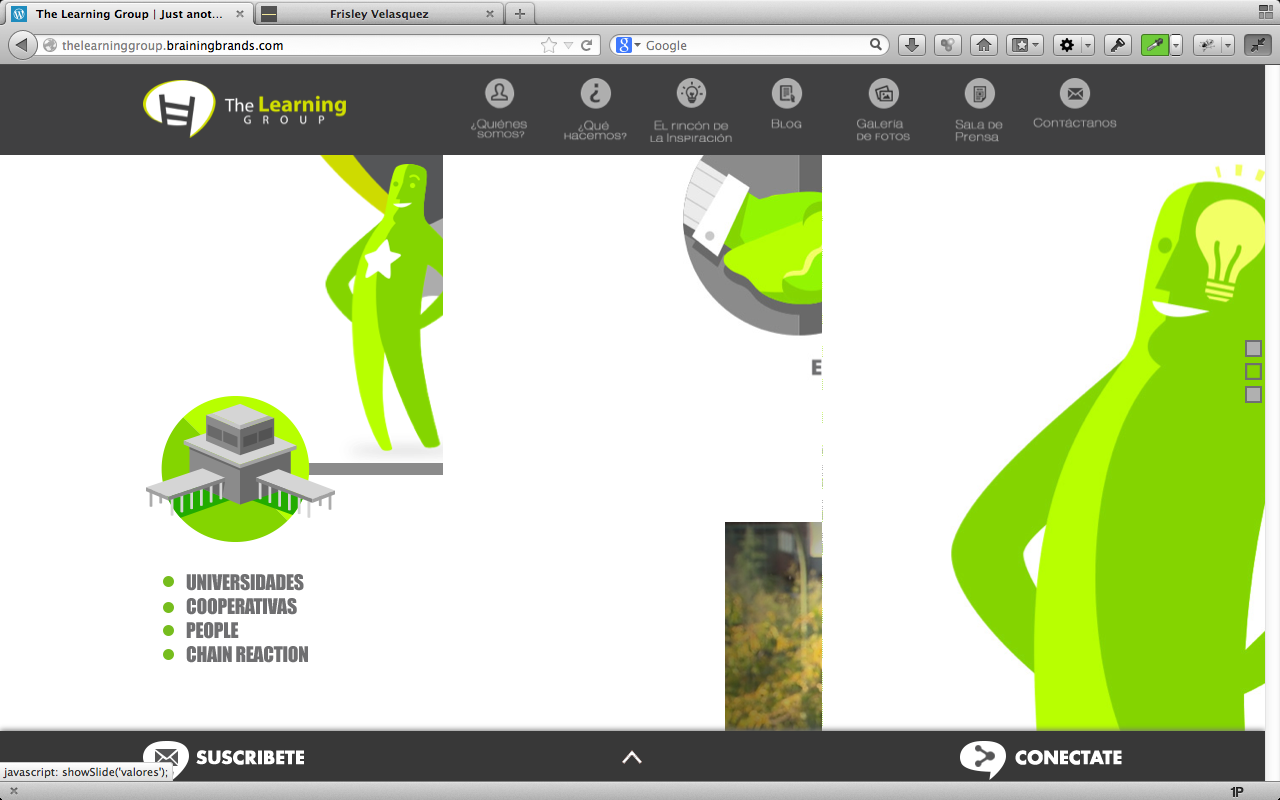 The Learning Group | Just anot...
Frisley Velasquez
thelearninggroup.brainingbrands.com
Google
The Learning
GROUP
¿Quiénes
somos?
¿Qué
hacemos?
El rincón de
la Inspiración
Blog
Galería
de fotos
Sala de
Prensa
Contáctanos
E
UNIVERSIDADES
COOPERATIVAS
PEOPLE
CHAIN REACTION
SUSCRIBETE
CONECTATE
javascript: showSlide('valores');
1P